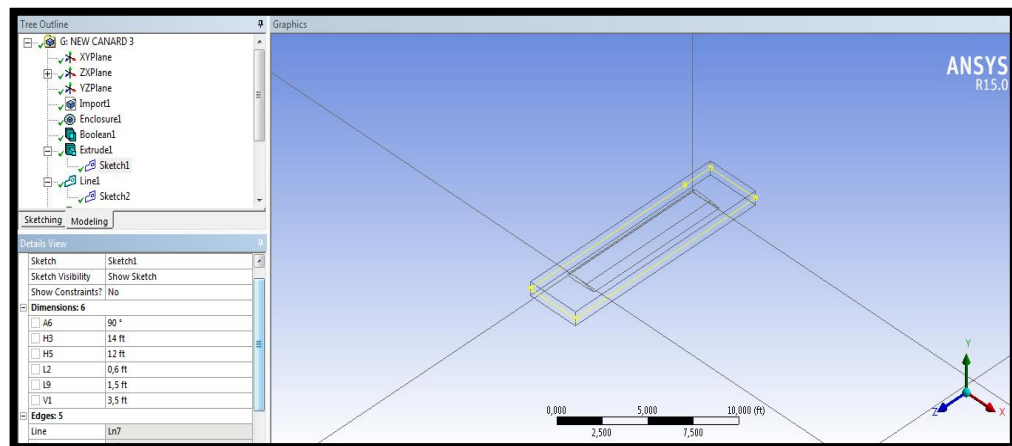 Tree Outline
G: NEW CANARD 3
XYPlane
ZXPlane
YZPlane
Import1
Enclosure1
Boolean1
Extrude1
Sketch1
Line1
Sketch2
Sketching Modeling
Details View
Sketch Sketch1
Sketch Visibility Show Sketch
Show Constraints? No
Dimensions: 6
A6 90 °
H3 14 ft
H5 12 ft
L2 0,6 ft
L9 1,5 ft
V1 3,5 ft
Edges: 5
Line Ln7
Graphics
ANSYS
R15.0
Y
Z X
0,000 5,000 10,000 (ft)
2,500 7,500